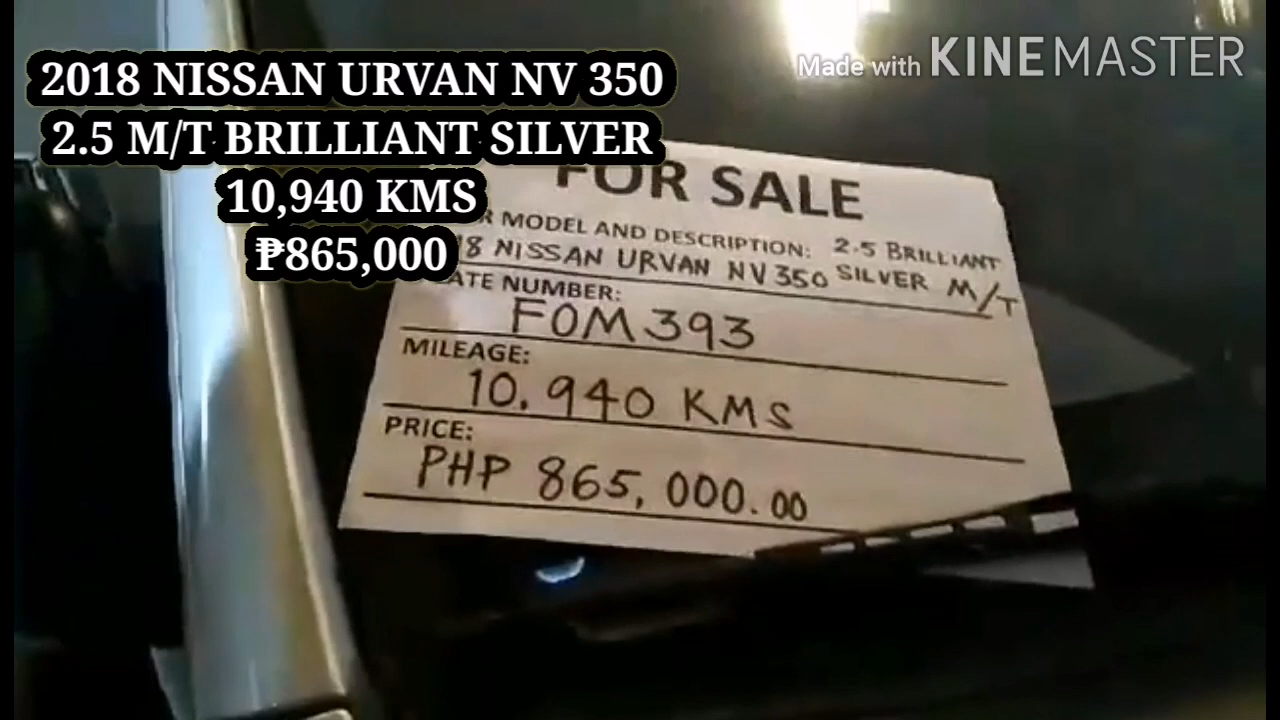 Made with KINEMASTER
2018 NISSAN URVAN NV 350
2.5 M/T BRILLIANT SILVER
10,940 KMS
₱865,000
FOR SALE
MODEL AND DESCRIPTION: 2.5 BRILLIANT
8 NISSAN URVAN NV350 SILVER M/T
NUMBER:
FOM393
MILEAGE:
10.940 KMS
PRICE:
PHP 865,000.00